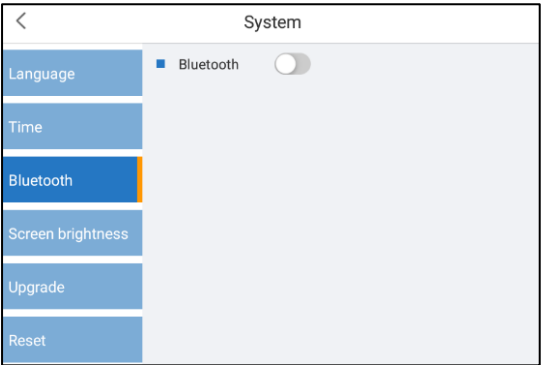 System
Language
Time
Bluetooth
Screen brightness
Upgrade
Reset
Bluetooth